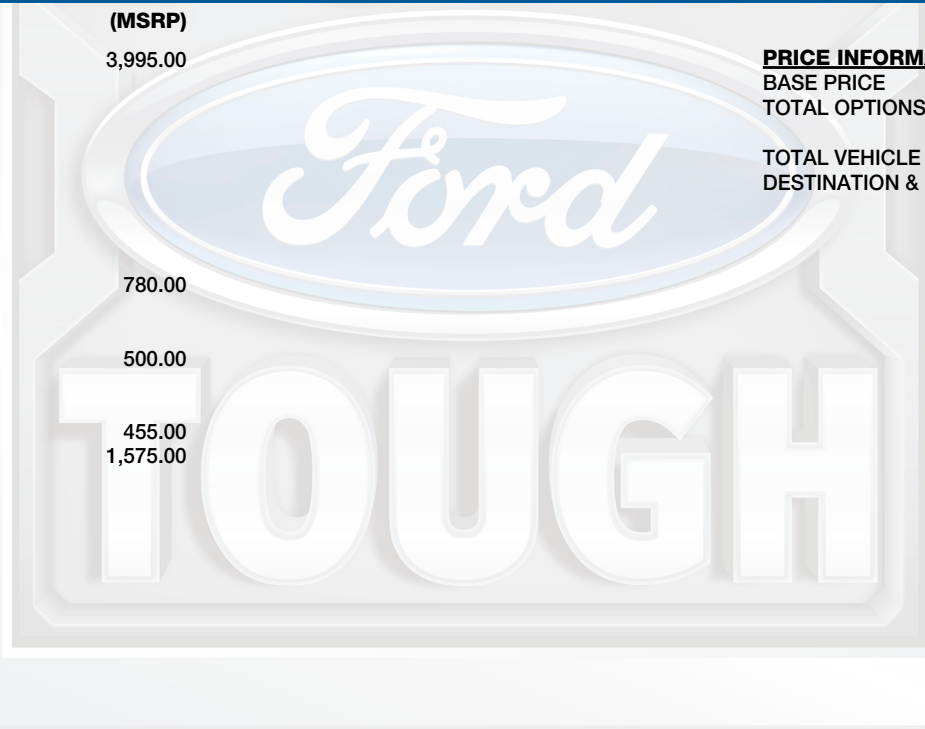 (MSRP)
3,995.00
780.00
500.00
455.00
1,575.00
PRICE INFORMA
BASE PRICE
TOTAL OPTIONS
TOTAL VEHICLE
DESTINATION &
Ford
TOUGH